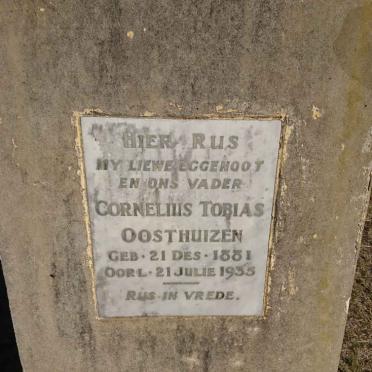 HIER RUS
MY LIEWE EGGENOOT
EN ONS VADER
CORNELIUS TOBIAS
OOSTHUIZEN
GEB · 21 DES · 1881
OORL · 21 JULIE 1935
RUS IN VREDE.